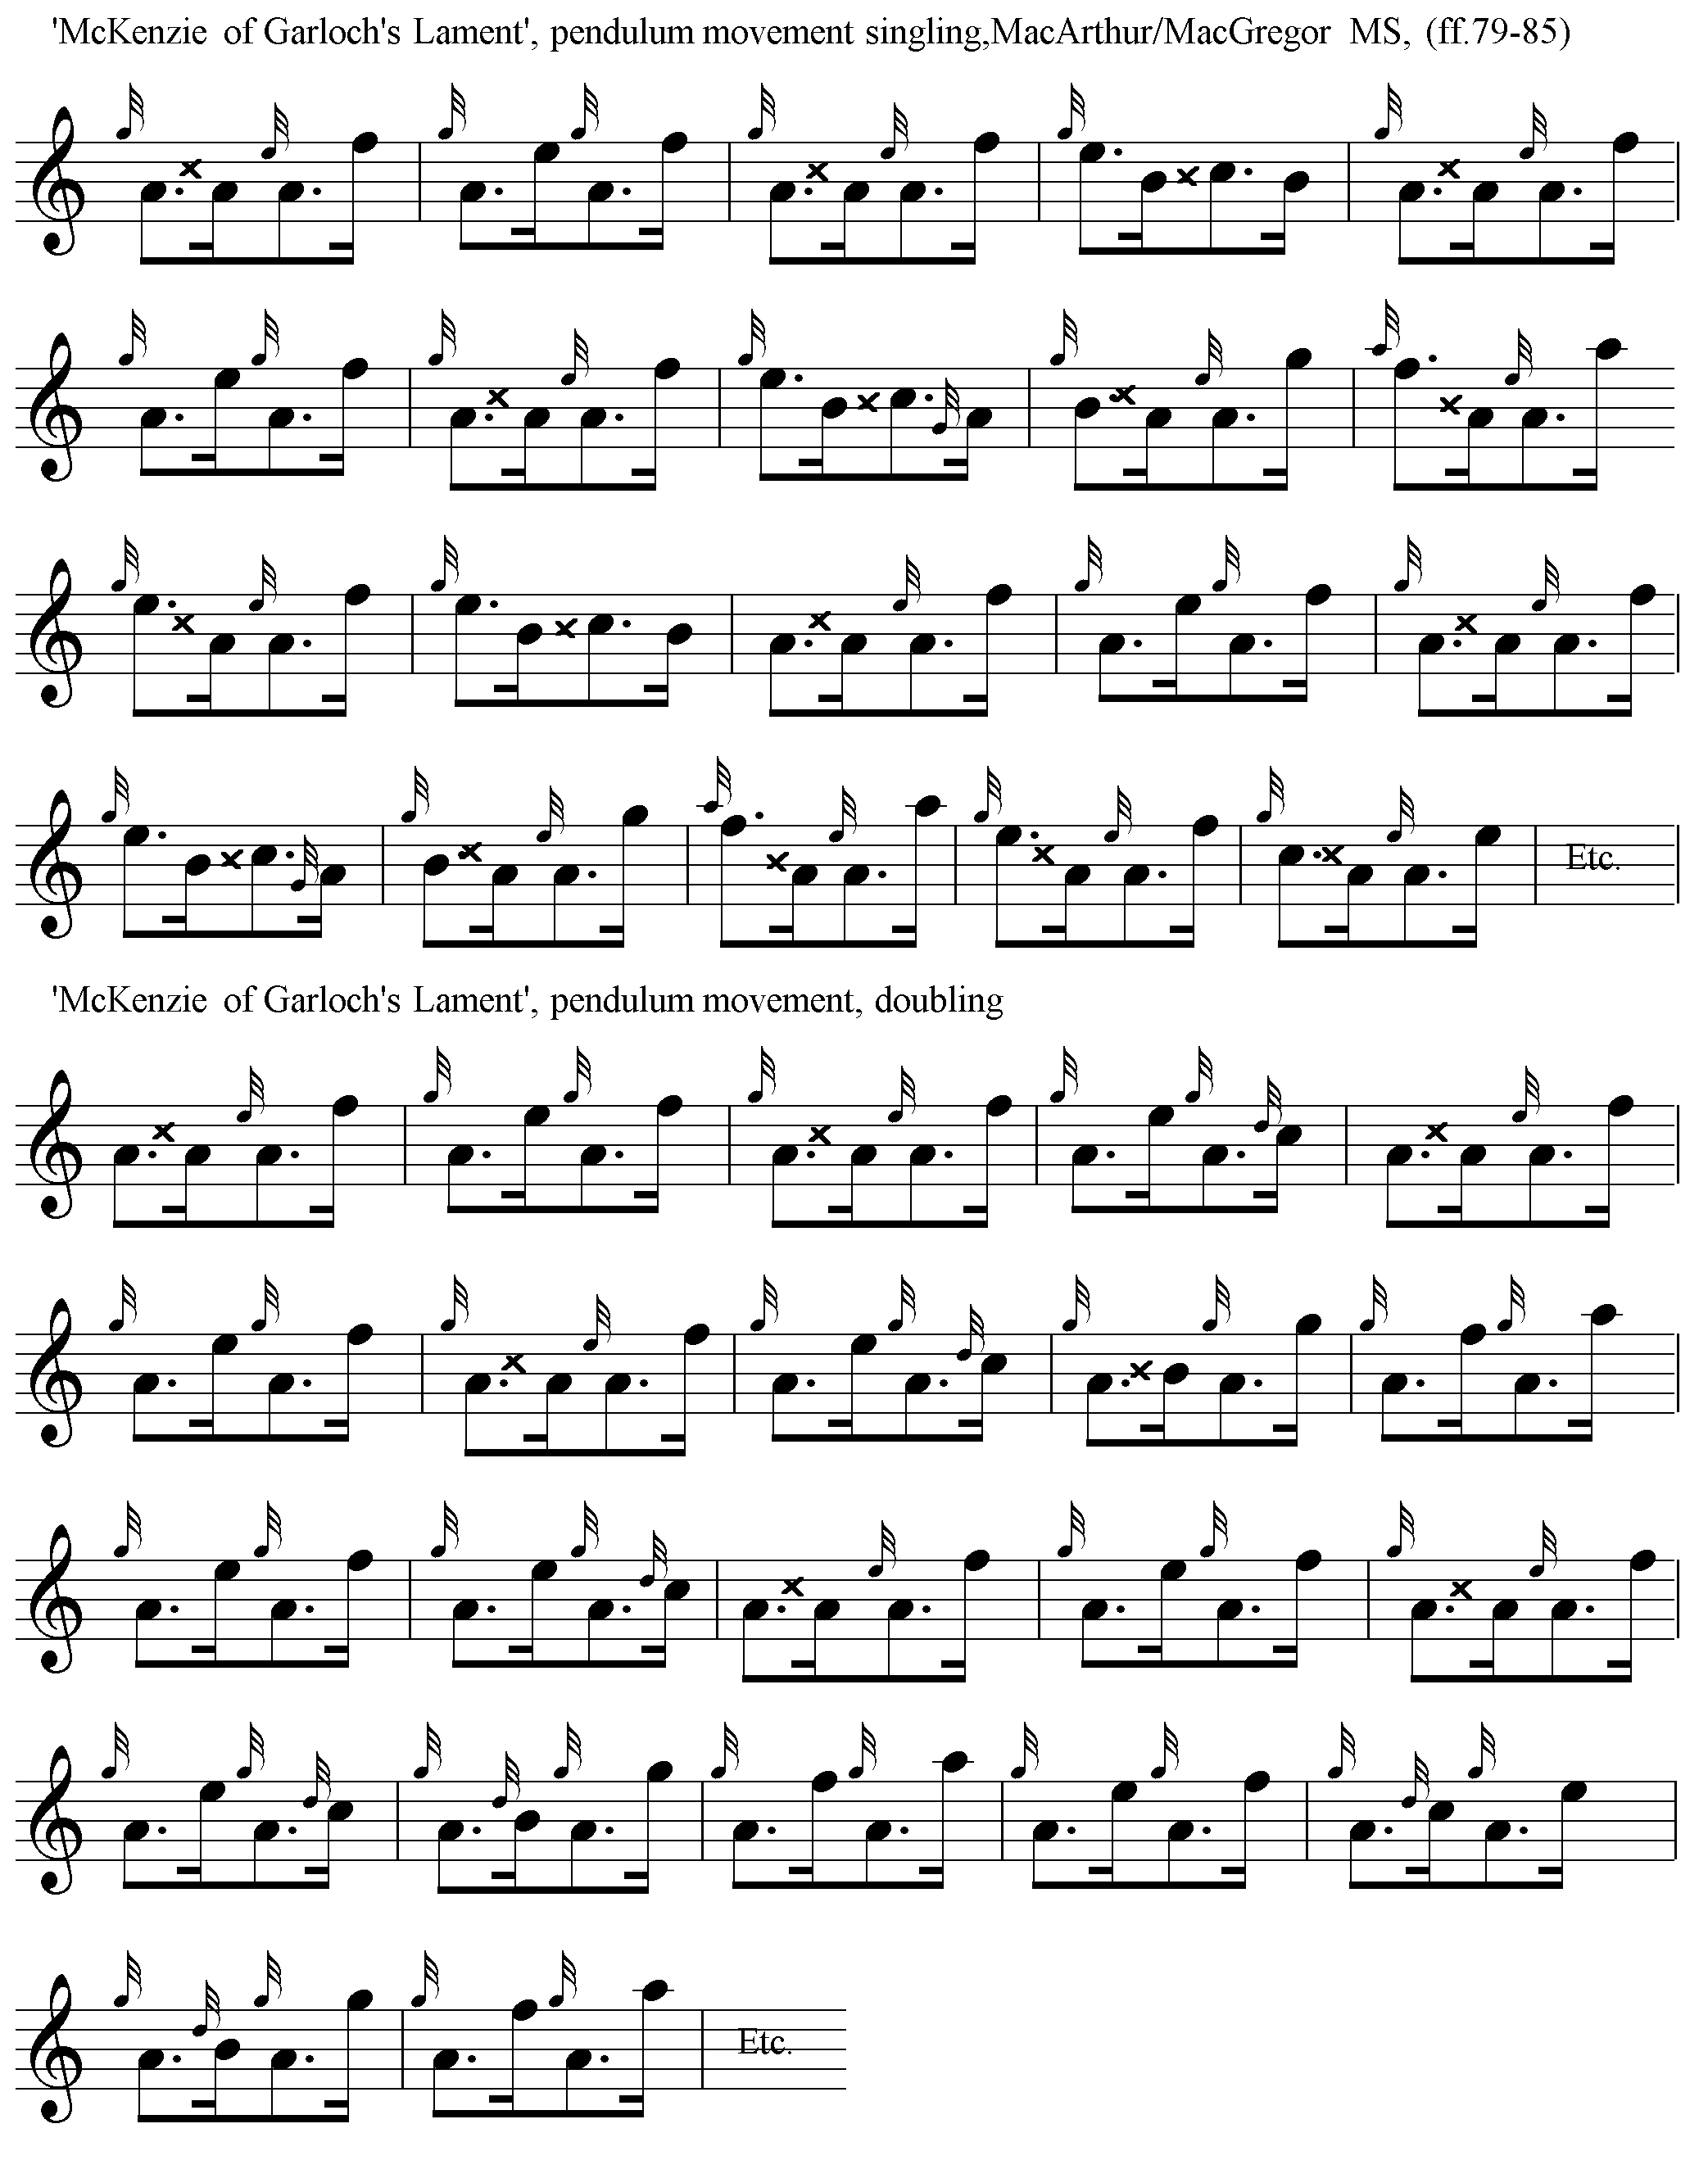 'McKenzie of Garloch's Lament', pendulum movement singling,MacArthur/MacGregor MS, (ff.79-85)
Etc.
'McKenzie of Garloch's Lament', pendulum movement, doubling
Etc.